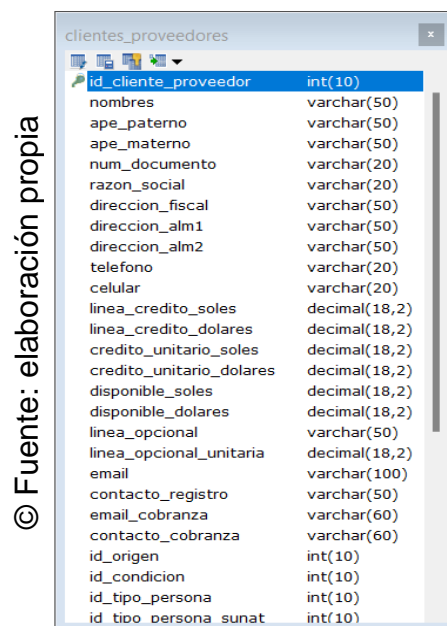 clientes_proveedores
id_cliente_proveedor int(10)
nombres varchar(50)
ape_paterno varchar(50)
ape_materno varchar(50)
num_documento varchar(20)
razon_social varchar(20)
direccion_fiscal varchar(50)
direccion_alm1 varchar(50)
direccion_alm2 varchar(50)
telefono varchar(20)
celular varchar(20)
linea_credito_soles decimal(18,2)
linea_credito_dolares decimal(18,2)
credito_unitario_soles decimal(18,2)
credito_unitario_dolares decimal(18,2)
disponible_soles decimal(18,2)
disponible_dolares decimal(18,2)
linea_opcional varchar(50)
linea_opcional_unitaria decimal(18,2)
email varchar(100)
contacto_registro varchar(50)
email_cobranza varchar(60)
contacto_cobranza varchar(60)
id_origen int(10)
id_condicion int(10)
id_tipo_persona int(10)
id_tipo_persona_sunat int(10)
© Fuente: elaboración propia